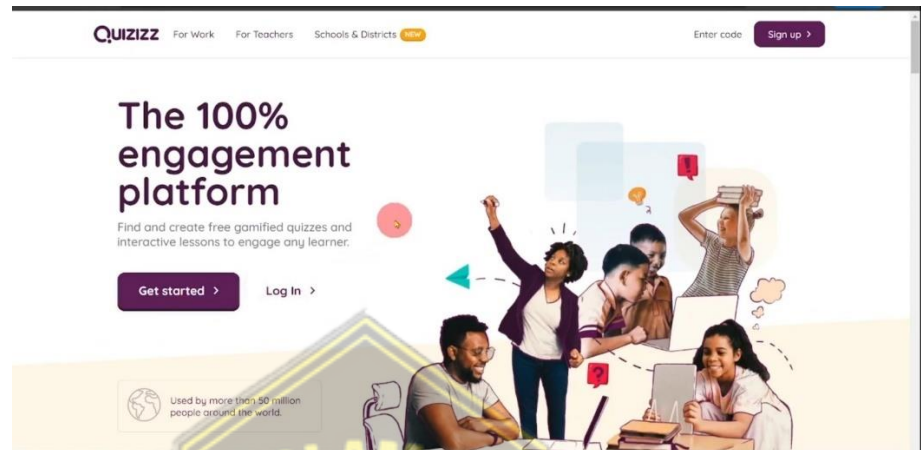 QUIZIZZ For Work For Teachers Schools & Districts NEW Enter code Sign up >
The 100%
engagement
platform
Find and create free gamified quizzes and
interactive lessons to engage any learner.
Get started > Log In >
Used by more than 50 million
people around the world.
!
?